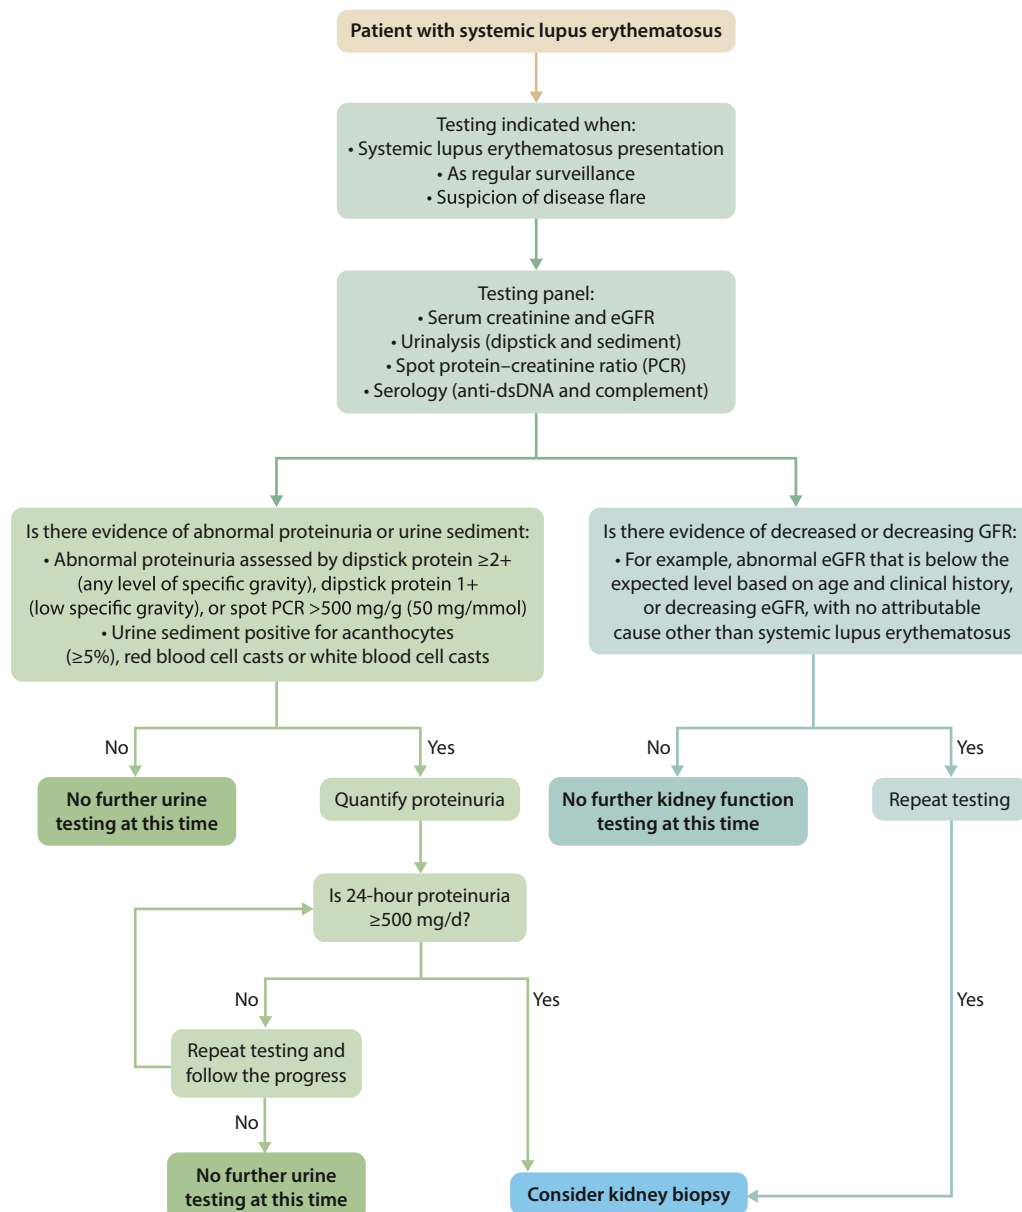 Patient with systemic lupus erythematosus
Testing indicated when:
• Systemic lupus erythematosus presentation
• As regular surveillance
• Suspicion of disease flare
Testing panel:
• Serum creatinine and eGFR
• Urinalysis (dipstick and sediment)
• Spot protein–creatinine ratio (PCR)
• Serology (anti-dsDNA and complement)
Is there evidence of abnormal proteinuria or urine sediment:
• Abnormal proteinuria assessed by dipstick protein ≥2+
(any level of specific gravity), dipstick protein 1+
(low specific gravity), or spot PCR >500 mg/g (50 mg/mmol)
• Urine sediment positive for acanthocytes
(≥5%), red blood cell casts or white blood cell casts
Is there evidence of decreased or decreasing GFR:
• For example, abnormal eGFR that is below the
expected level based on age and clinical history,
or decreasing eGFR, with no attributable
cause other than systemic lupus erythematosus
No
Yes
No
Yes
No further urine
testing at this time
Quantify proteinuria
No further kidney function
testing at this time
Repeat testing
Is 24-hour proteinuria
≥500 mg/d?
No
Yes
Yes
Repeat testing and
follow the progress
No
No further urine
testing at this time
Consider kidney biopsy